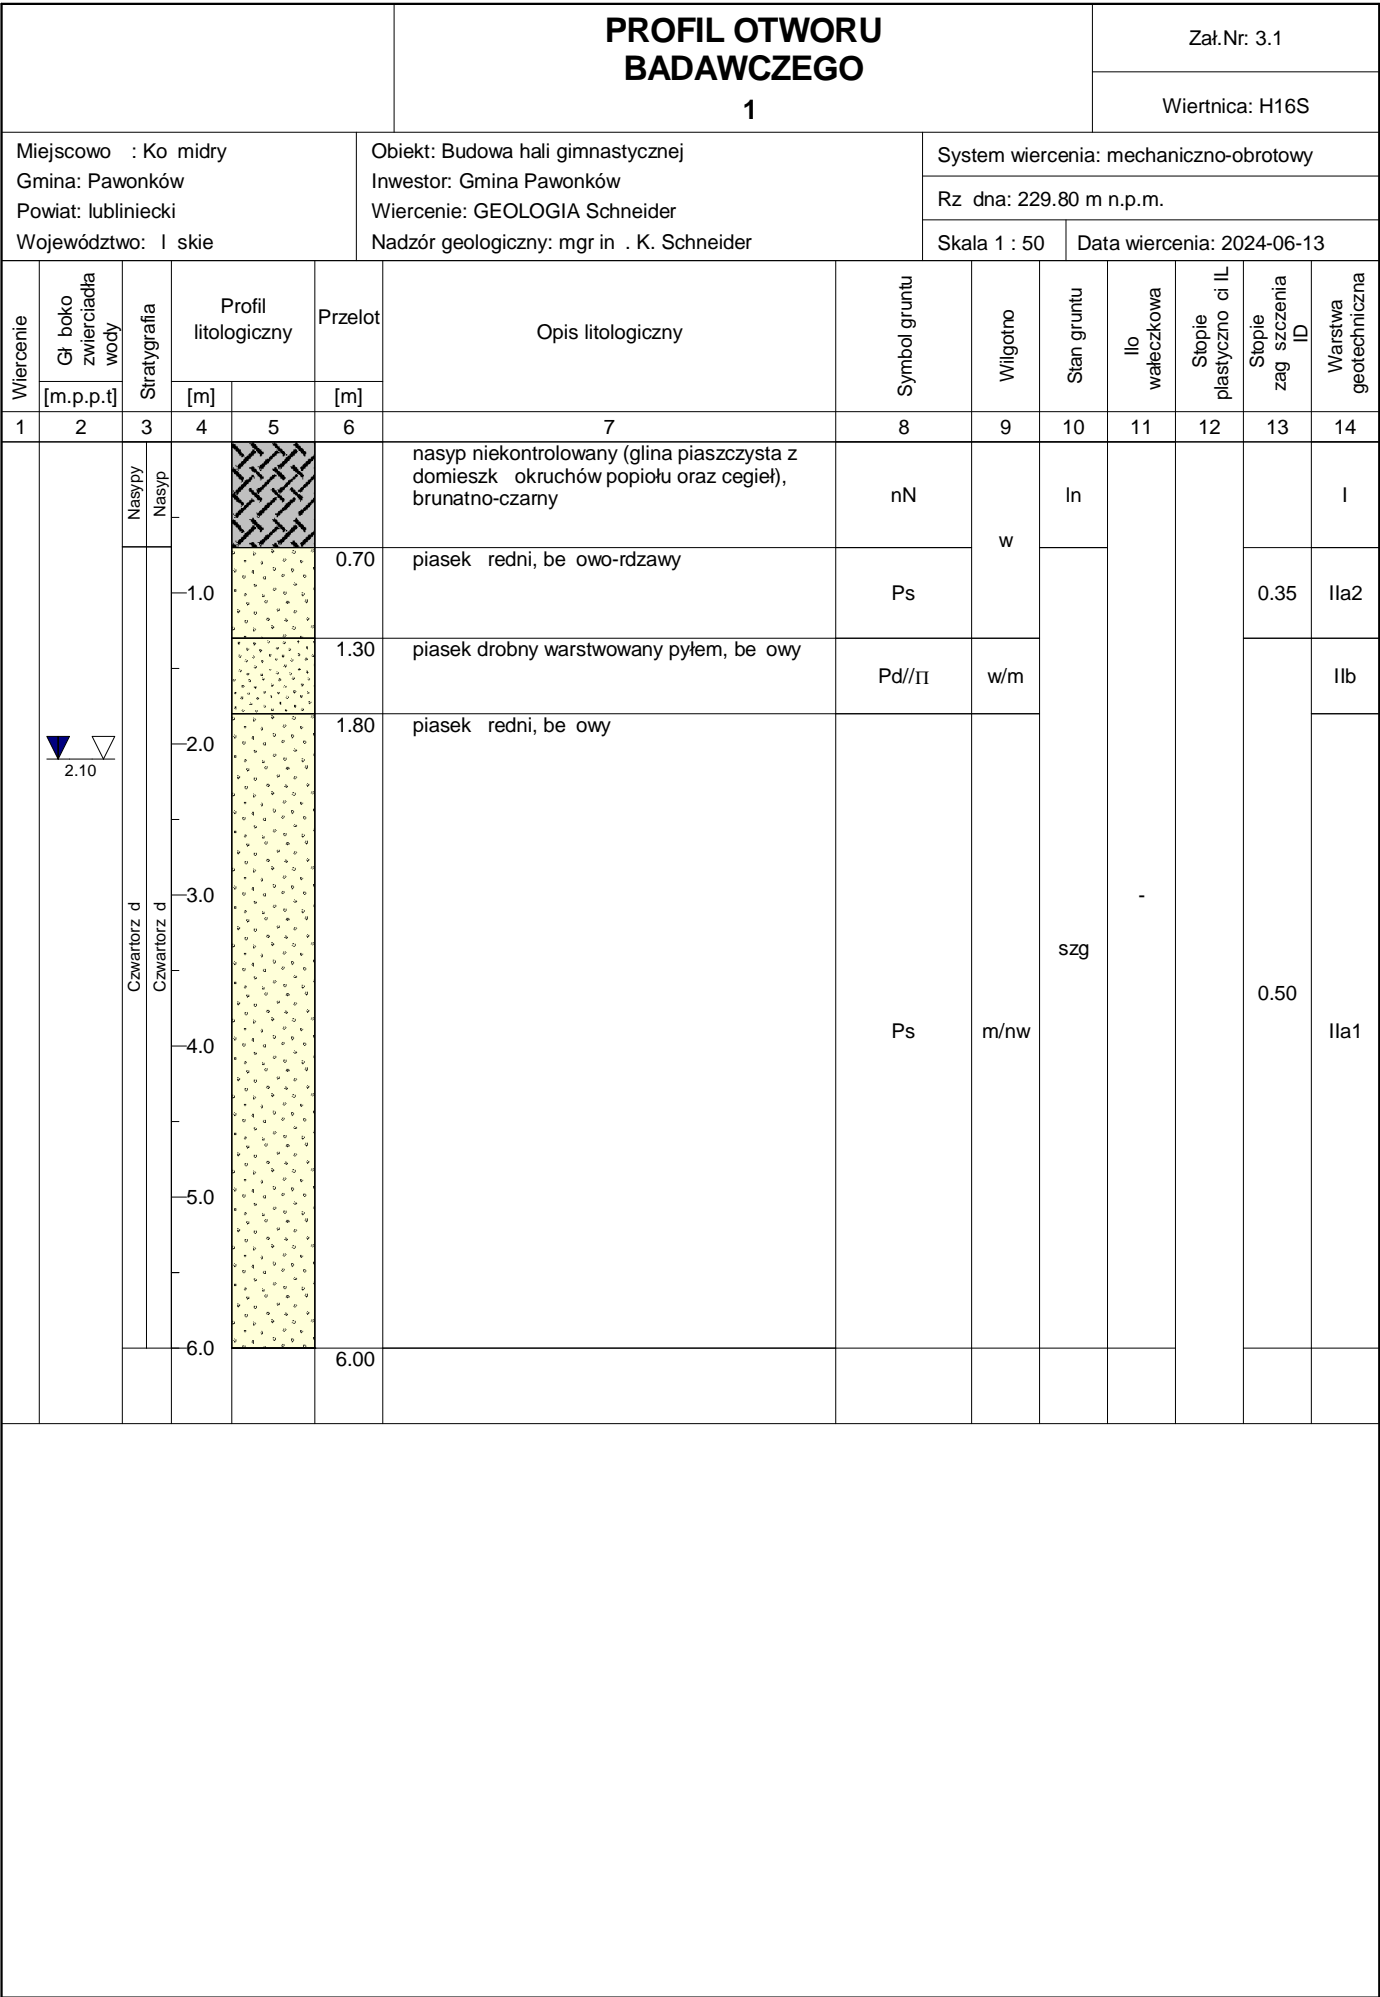 PROFIL OTWORU
BADAWCZEGO
1
Zał.Nr: 3.1
Wiertnica: H16S
Miejscowo : Ko midry
Gmina: Pawonków
Powiat: lubliniecki
Województwo: l skie
Obiekt: Budowa hali gimnastycznej
Inwestor: Gmina Pawonków
Wiercenie: GEOLOGIA Schneider
Nadzór geologiczny: mgr in . K. Schneider
System wiercenia: mechaniczno-obrotowy
Rz dna: 229.80 m n.p.m.
Skala 1 : 50
Data wiercenia: 2024-06-13
Wiercenie
Gł boko
zwierciadła
wody
[m.p.p.t]
Stratygrafia
Profil
litologiczny
[m]
Przelot
[m]
Opis litologiczny
Symbol gruntu
Wilgotno
Stan gruntu
Ilo
wałeczkowa
Stopie
plastyczno ci IL
Stopie
zag szczenia
ID
Warstwa
geotechniczna
1 2 3 4 5 6 7 8 9 10 11 12 13 14
Nasypy
Nasyp
nasyp niekontrolowany (glina piaszczysta z
domieszk okruchów popiołu oraz cegieł),
brunatno-czarny
nN
w
ln
I
0.70
piasek redni, be owo-rdzawy
1.0
Ps
0.35
IIa2
1.30
piasek drobny warstwowany pyłem, be owy
Pd//Π
w/m
IIb
1.80
piasek redni, be owy
2.0
2.10
3.0
-
Czwartorz d
Czwartorz d
szg
0.50
4.0
Ps
m/nw
IIa1
5.0
6.0
6.00